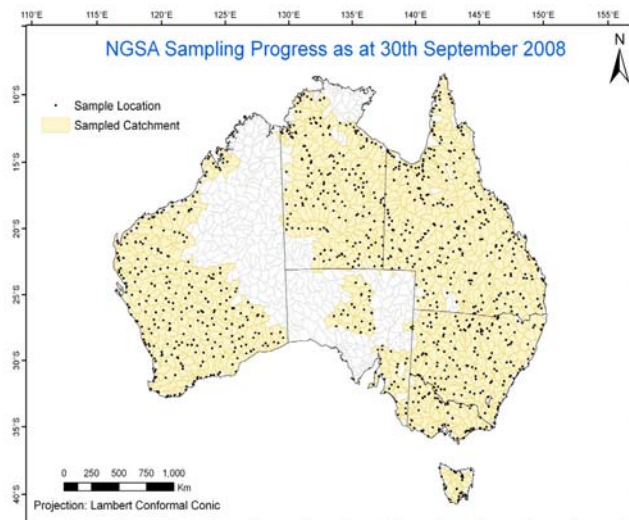 110°E 115°E 120°E 125°E 130°E 135°E 140°E 145°E 150°E 155°E
NGSA Sampling Progress as at 30th September 2008
N
Sample Location
Sampled Catchment
10°S
15°S
20°S
25°S
30°S
35°S
40°S
0 250 500 750 1,000
Km
Projection: Lambert Conformal Conic